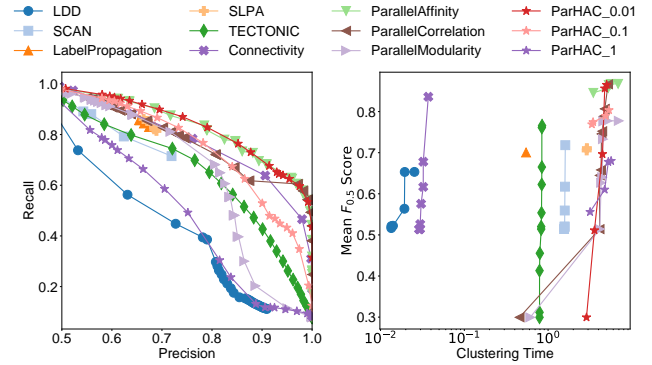 LDD SLPA ParallelAffinity ParHAC_0.01
SCAN TECTONIC ParallelCorrelation ParHAC_0.1
LabelPropagation Connectivity ParallelModularity ParHAC_1
1.0
0.8
0.6
0.4
0.2
Recall
0.5 0.6 0.7 0.8 0.9 1.0
Precision
0.8
0.7
0.6
0.5
0.4
0.3
Mean F0.5 Score
10−2 10−1 100
Clustering Time